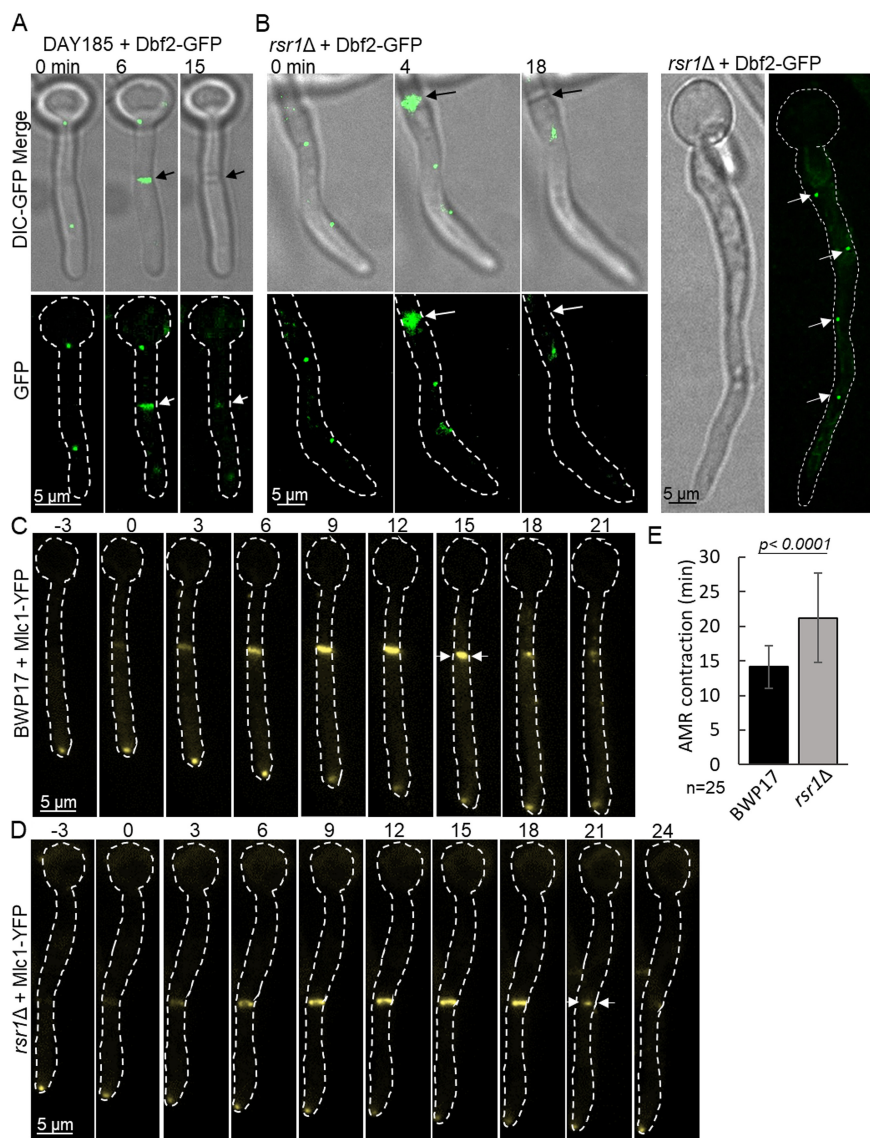 A
DAY185 + Dbf2-GFP
0 min 6 15
DIC-GFP Merge
GFP
5 µm
B
rsr1Δ + Dbf2-GFP
0 min 4 18
5 µm
rsr1Δ + Dbf2-GFP
5 µm
C
-3 0 3 6 9 12 15 18 21
BWP17 + Mlc1-YFP
5 µm
D
-3 0 3 6 9 12 15 18 21 24
rsr1Δ + Mlc1-YFP
5 µm
E
p< 0.0001
AMR contraction (min)
30
25
20
15
10
5
0
n=25
BWP17
rsr1Δ